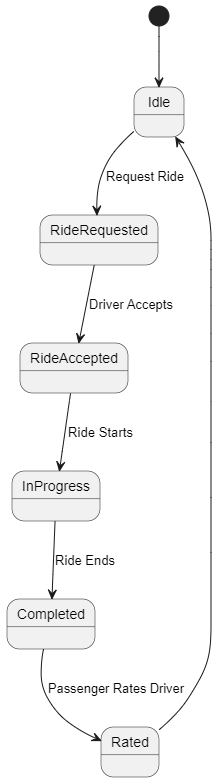 Idle
Request Ride
RideRequested
Driver Accepts
RideAccepted
Ride Starts
InProgress
Ride Ends
Completed
Passenger Rates Driver
Rated